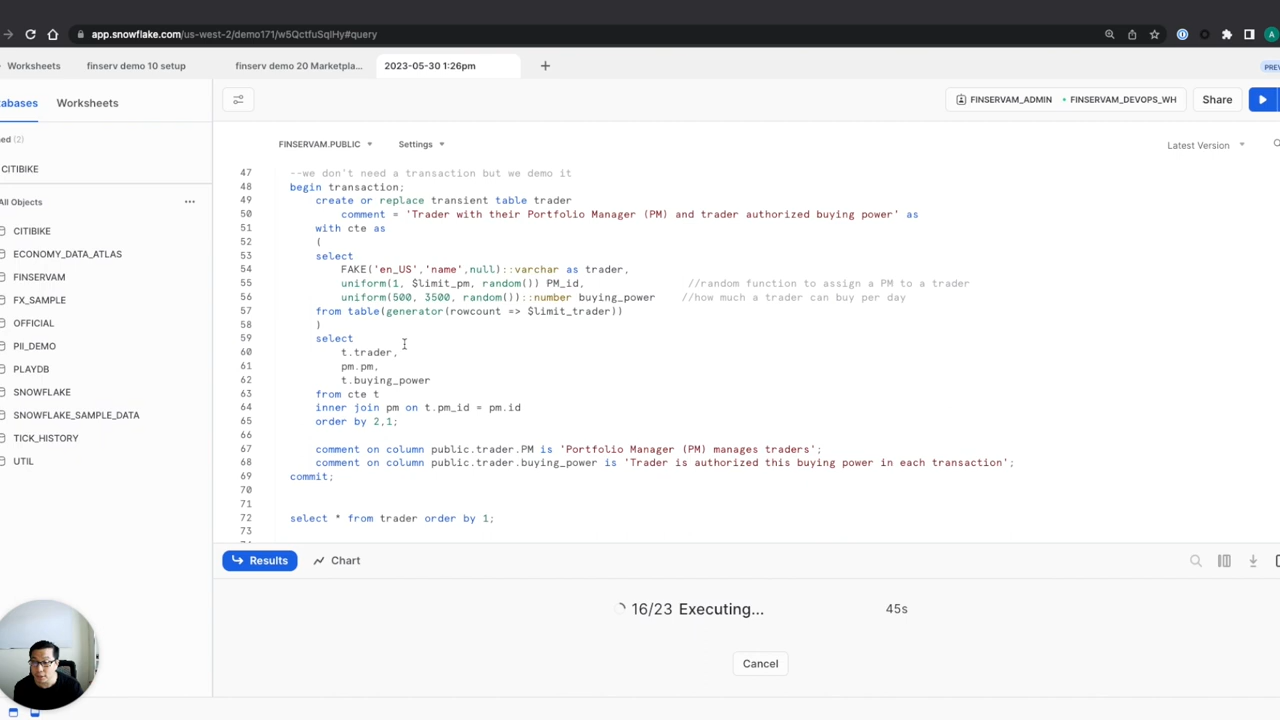 app.snowflake.com/us-west-2/demo171/w5QctfuSqlHy#query
A
Worksheets
finserv demo 10 setup
finserv demo 20 Marketpla...
2023-05-30 1:26pm
+
PREV
abases
Worksheets
FINSERVAM_ADMIN
FINSERVAM_DEVOPS_WH
Share
ned (2)
CITIBIKE
All Objects
...
CITIBIKE
ECONOMY_DATA_ATLAS
FINSERVAM
FX_SAMPLE
OFFICIAL
PII_DEMO
PLAYDB
SNOWFLAKE
SNOWFLAKE_SAMPLE_DATA
TICK_HISTORY
UTIL
FINSERVAM.PUBLIC
Settings
Latest Version
47 --we don't need a transaction but we demo it
48 begin transaction;
49 create or replace transient table trader
50 comment = 'Trader with their Portfolio Manager (PM) and trader authorized buying power' as
51 with cte as
52 (
53 select
54 FAKE('en_US','name',null)::varchar as trader,
55 uniform(1, $limit_pm, random()) PM_id, //random function to assign a PM to a trader
56 uniform(500, 3500, random())::number buying_power //how much a trader can buy per day
57 from table(generator(rowcount => $limit_trader))
58 )
59 select
60 t.trader,
61 pm.pm,
62 t.buying_power
63 from cte t
64 inner join pm on t.pm_id = pm.id
65 order by 2,1;
66
67 comment on column public.trader.PM is 'Portfolio Manager (PM) manages traders';
68 comment on column public.trader.buying_power is 'Trader is authorized this buying power in each transaction';
69 commit;
70
71
72 select * from trader order by 1;
73
Results
Chart
16/23 Executing...
45s
Cancel